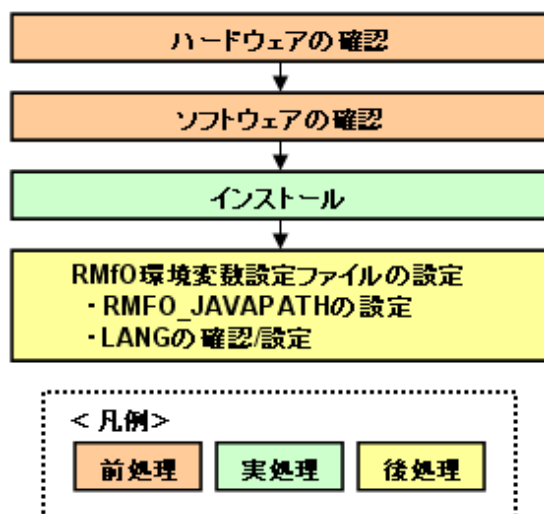 ハードウェアの確認
ソフトウェアの確認
インストール
RMfO環境変数設定ファイルの設定
・RMFO_JAVAPATHの設定
・LANGの確認/設定
<凡例>
前処理
実処理
後処理